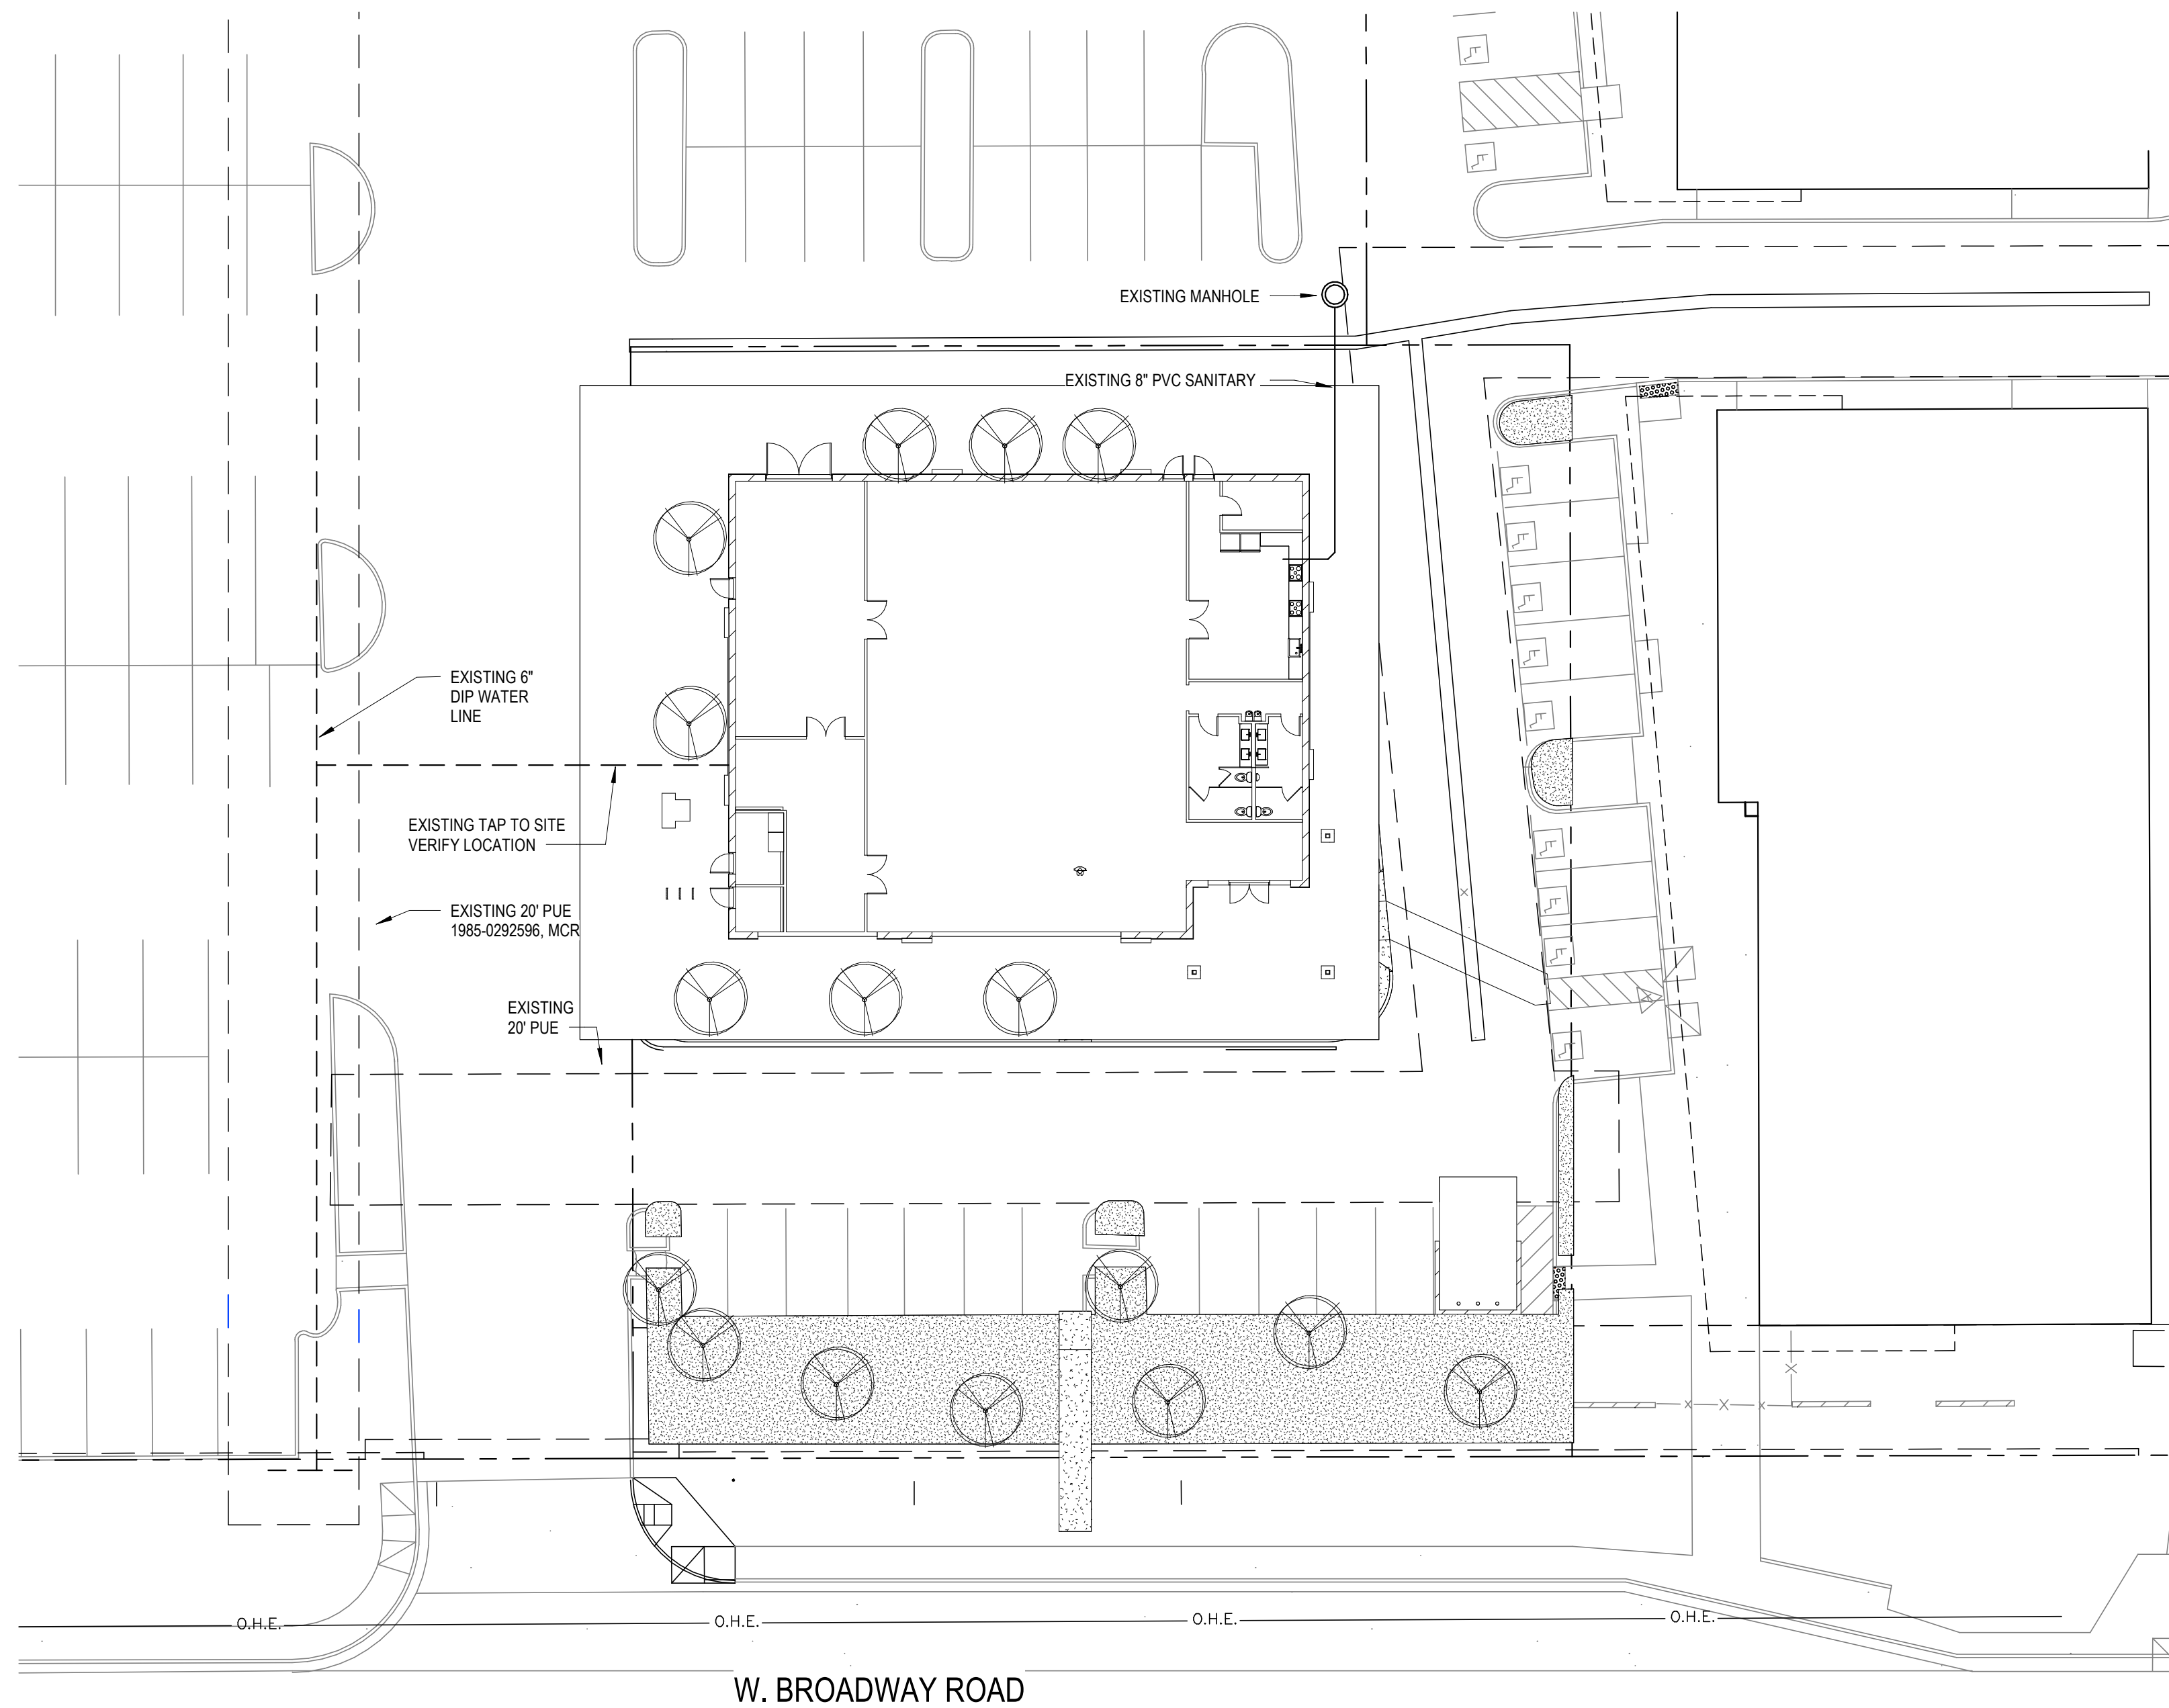 EXISTING MANHOLE
EXISTING 8" PVC SANITARY
EXISTING 6"
DIP WATER
LINE
EXISTING TAP TO SITE
VERIFY LOCATION
EXISTING 20' PUE
1985-0292596, MCR
EXISTING
20' PUE
O.H.E.
O.H.E.
O.H.E.
O.H.E.
W. BROADWAY ROAD